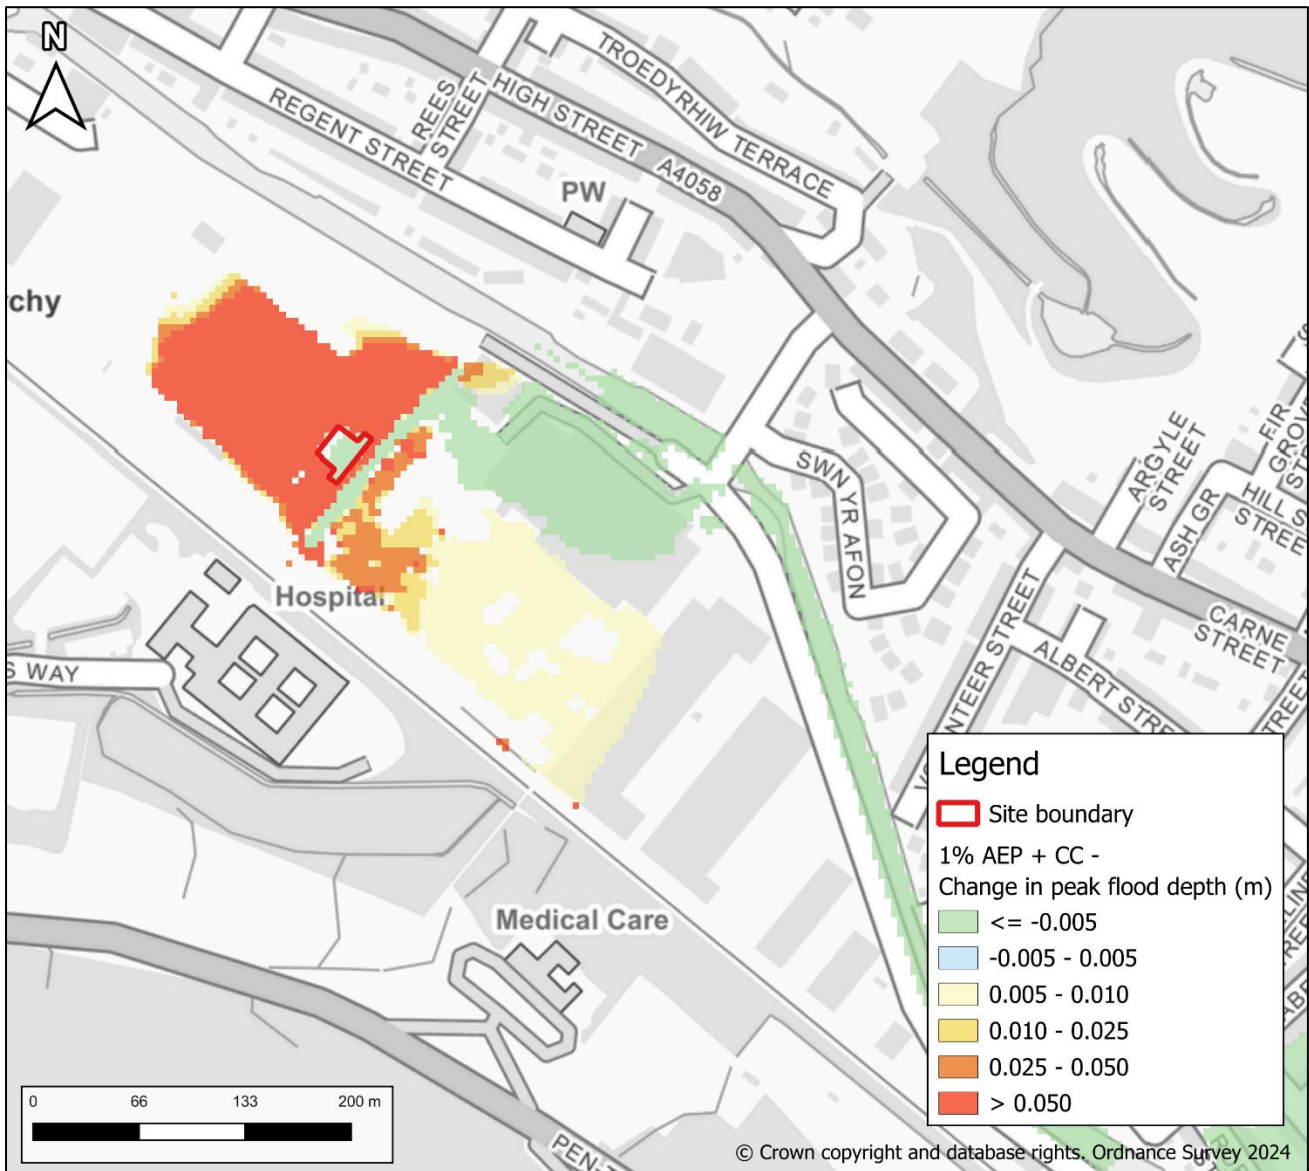 N
TROEDYRHIW TERRACE
REES
STREET
HIGH STREET A4058
REGENT STREET
PW
chy
ARGYLE
STREET
FIR
GROV
SWN YR AFON
ASH GR
HILL S
STREE
Hospital
CARNE
STREET
S WAY
NTEER STREET
ALBERT STRE
STREET
Legend
Site boundary
1% AEP + CC -
Change in peak flood depth (m)
<= -0.005
-0.005 - 0.005
0.005 - 0.010
0.010 - 0.025
0.025 - 0.050
> 0.050
Medical Care
0 66 133 200 m
PEN-T
© Crown copyright and database rights. Ordnance Survey 2024